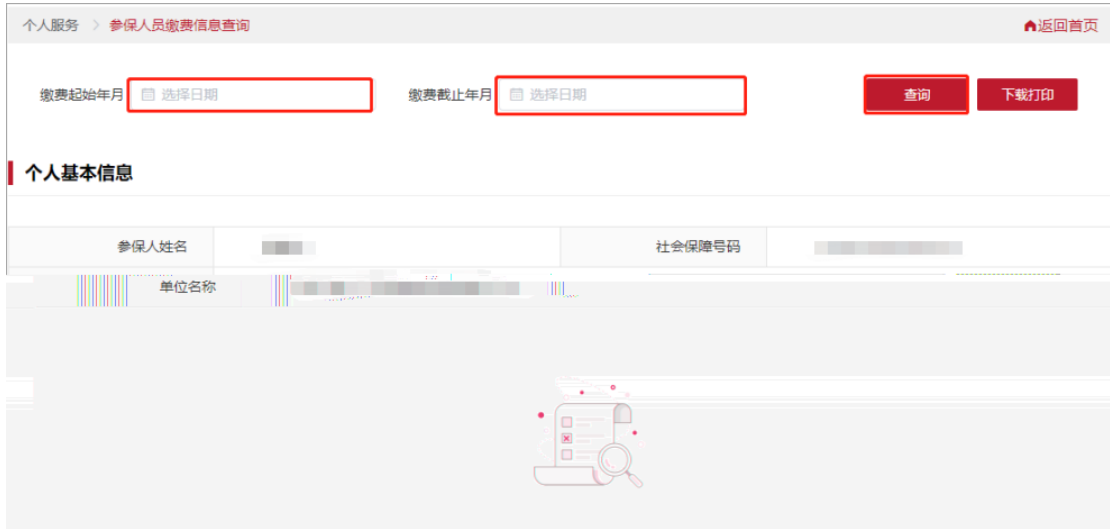 个人服务 > 参保人员缴费信息查询 返回首页
缴费起始年月 选择日期 缴费截止年月 选择日期 查询 下载打印
个人基本信息
参保人姓名 社会保障号码
单位名称